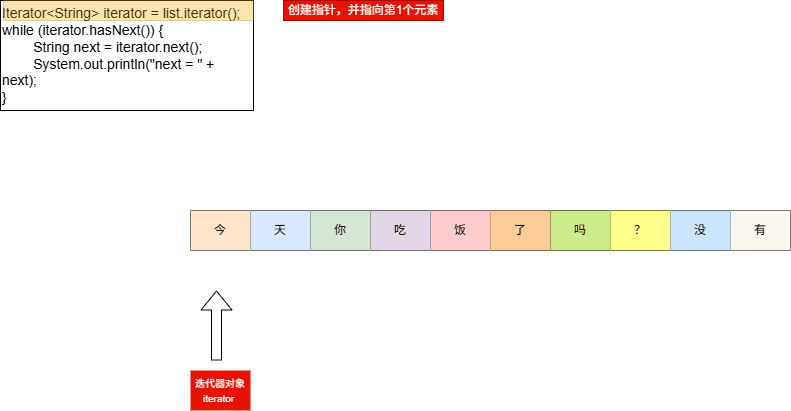 Iterator<String> iterator = list.iterator();
while (iterator.hasNext()) {
String next = iterator.next();
System.out.println("next = " +
next);
}
创建指针，并指向第1个元素
今 天 你 吃 饭 了 吗 ？ 没 有
迭代器对象
iterator